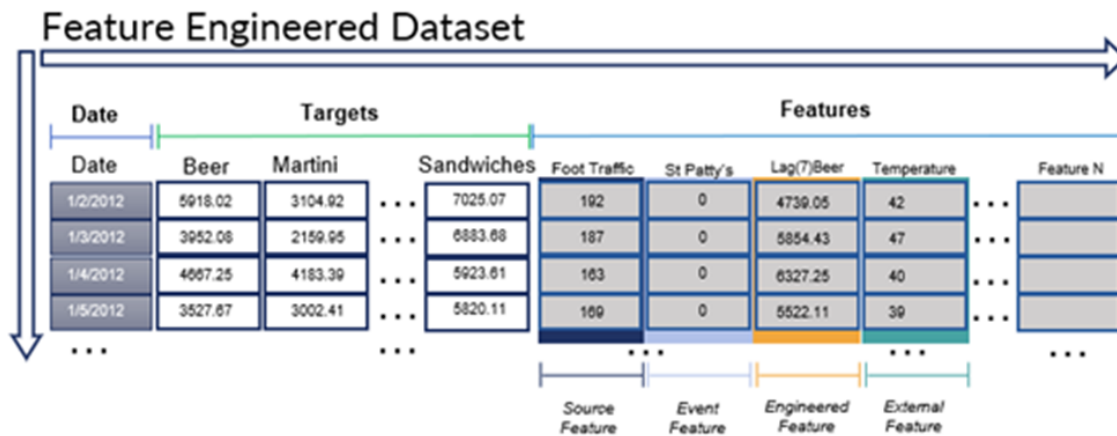 Feature Engineered Dataset
Date Targets Features
Date Beer Martini Sandwiches Foot Traffic St Patty's Lag(7)Beer Temperature Feature N
1/2/2012 5918.02 3104.92 ... 7025.07 192 0 4739.05 42 ...
1/3/2012 3952.08 2159.95 ... 6883.68 187 0 5854.43 47 ...
1/4/2012 4667.25 4183.39 ... 5923.61 163 0 6327.25 40 ...
1/5/2012 3527.67 3002.41 ... 5820.11 169 0 5522.11 39 ...
... ... ... ... ...
Source Event Engineered External
Feature Feature Feature Feature